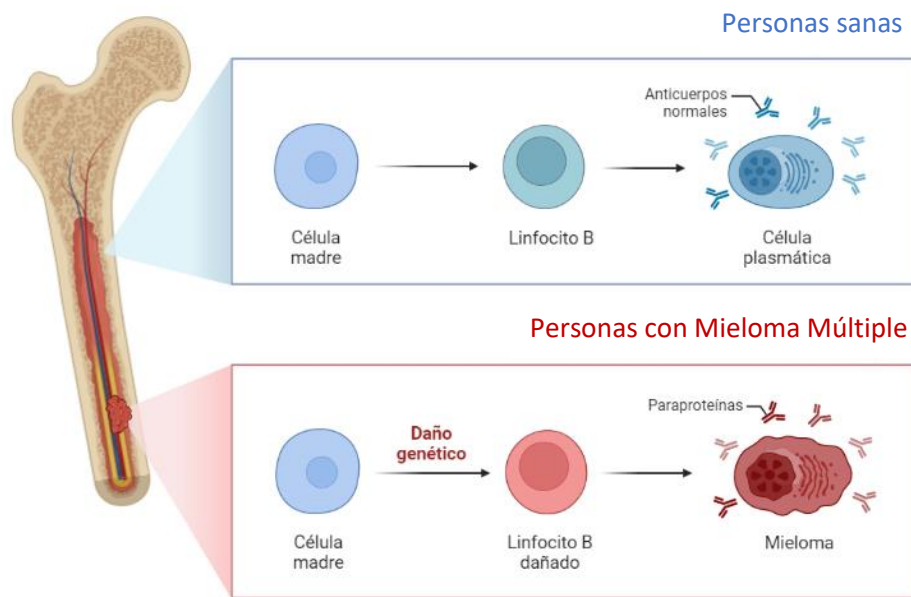 Personas sanas
Anticuerpos
normales
Célula
madre
Linfocito B
Célula
plasmática
Personas con Mieloma Múltiple
Paraproteínas
Daño
genético
Célula
madre
Linfocito B
dañado
Mieloma